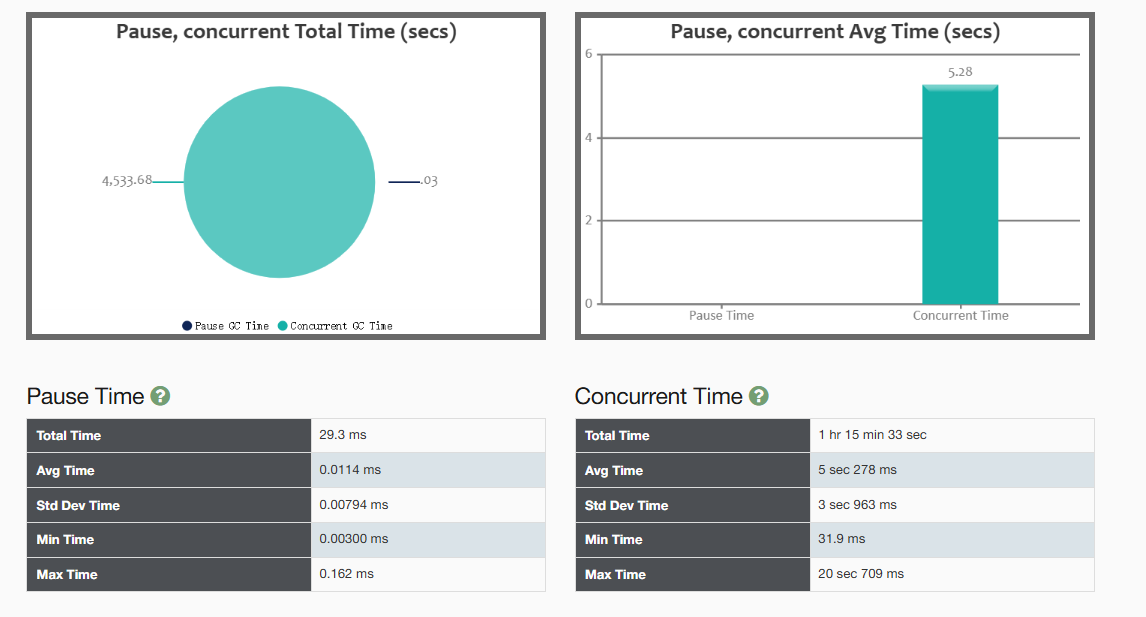 Pause, concurrent Total Time (secs)
4,533.68
.03
Pause GC Time Concurrent GC Time
Pause, concurrent Avg Time (secs)
6
5.28
4
2
0
Pause Time Concurrent Time
Pause Time ?
Total Time 29.3 ms
Avg Time 0.0114 ms
Std Dev Time 0.00794 ms
Min Time 0.00300 ms
Max Time 0.162 ms
Concurrent Time ?
Total Time 1 hr 15 min 33 sec
Avg Time 5 sec 278 ms
Std Dev Time 3 sec 963 ms
Min Time 31.9 ms
Max Time 20 sec 709 ms